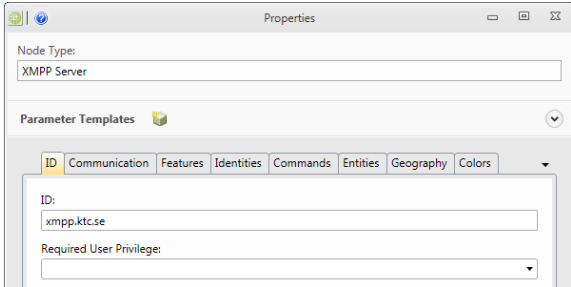 Properties
Node Type:
XMPP Server
Parameter Templates
ID Communication Features Identities Commands Entities Geography Colors
ID:
xmpp.ktc.se
Required User Privilege: